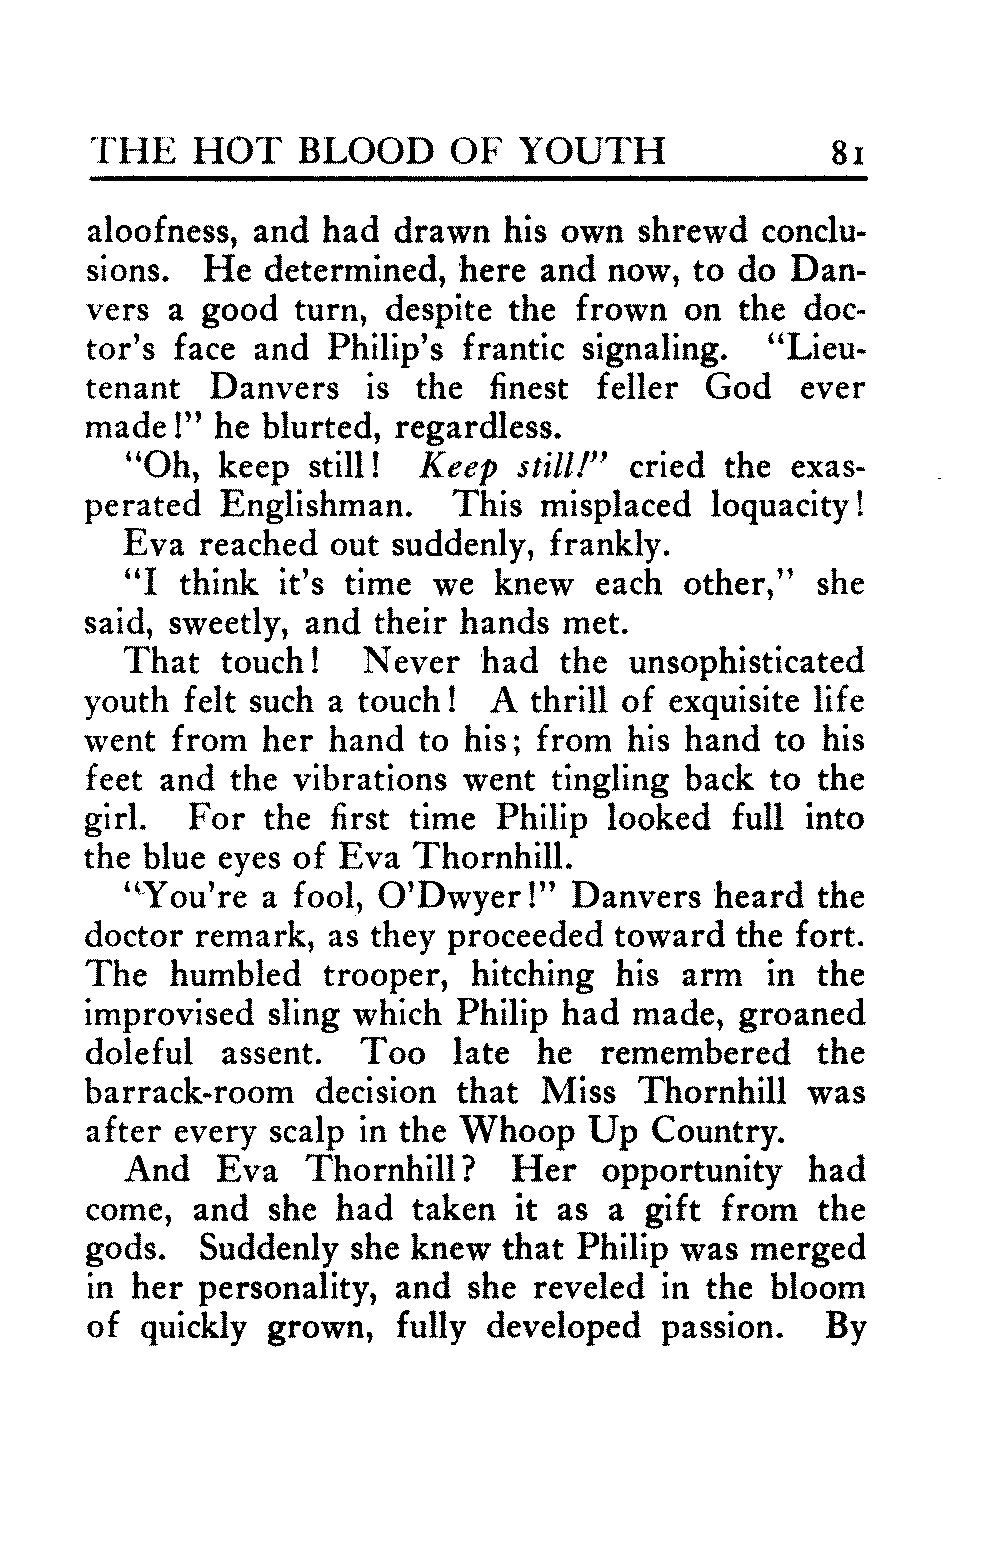 THE HOT BLOOD OF YOUTH 81
aloofness, and had drawn his own shrewd conclu-
sions. He determined, here and now, to do Dan-
vers a good turn, despite the frown on the doc-
tor's face and Philip's frantic signaling. "Lieu-
tenant Danvers is the finest feller God ever
made!" he blurted, regardless.
"Oh, keep still! Keep still!" cried the exas-
perated Englishman. This misplaced loquacity!
Eva reached out suddenly, frankly.
"I think it's time we knew each other," she
said, sweetly, and their hands met.
That touch! Never had the unsophisticated
youth felt such a touch! A thrill of exquisite life
went from her hand to his; from his hand to his
feet and the vibrations went tingling back to the
girl. For the first time Philip looked full into
the blue eyes of Eva Thornhill.
"You're a fool, O'Dwyer!" Danvers heard the
doctor remark, as they proceeded toward the fort.
The humbled trooper, hitching his arm in the
improvised sling which Philip had made, groaned
doleful assent. Too late he remembered the
barrack-room decision that Miss Thornhill was
after every scalp in the Whoop Up Country.
And Eva Thornhill? Her opportunity had
come, and she had taken it as a gift from the
gods. Suddenly she knew that Philip was merged
in her personality, and she reveled in the bloom
of quickly grown, fully developed passion. By